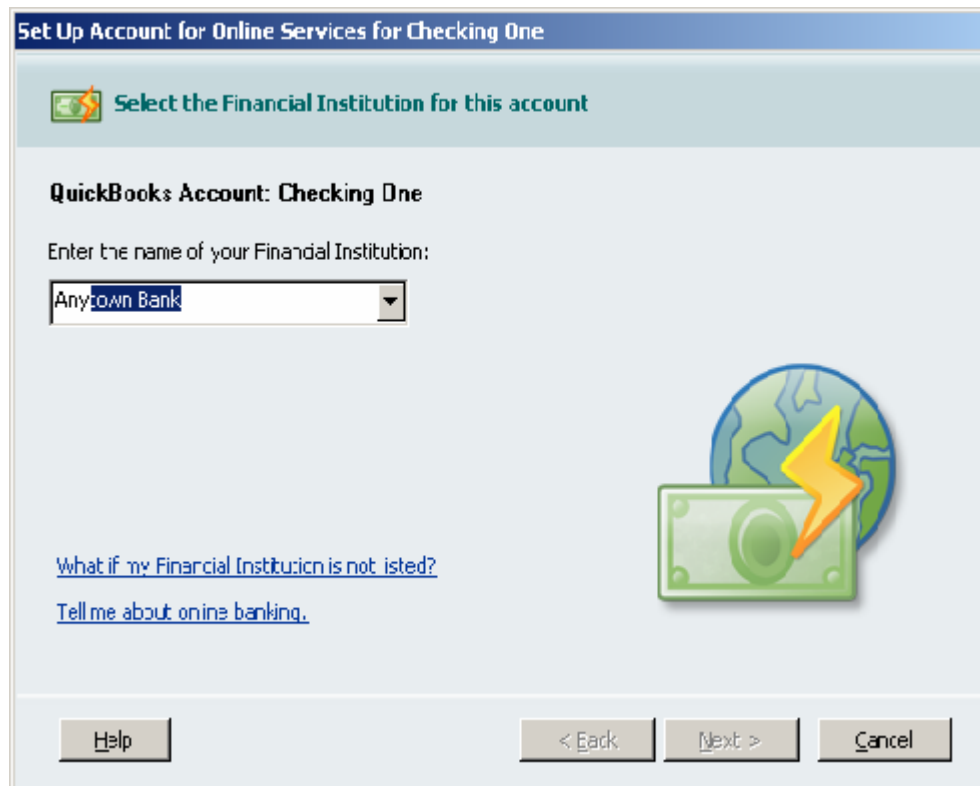 Set Up Account for Online Services for Checking One
Select the Financial Institution for this account
QuickBooks Account: Checking One
Enter the name of your Financial Institution:
Anytown Bank
What if my Financial Institution is not listed?
Tell me about online banking.
Help
< Back
Next >
Cancel